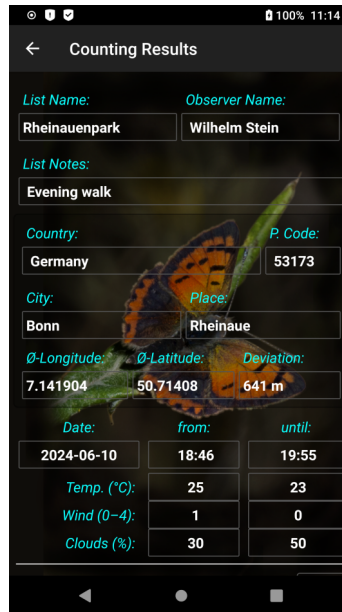 100% 11:14
Counting Results
List Name: Observer Name:
Rheinauenpark Wilhelm Stein
List Notes:
Evening walk
Country: P. Code:
Germany 53173
City: Place:
Bonn Rheinaue
Ø-Longitude: Ø-Latitude: Deviation:
7.141904 50.71408 641 m
Date: from: until:
2024-06-10 18:46 19:55
Temp. (°C): 25 23
Wind (0–4): 1 0
Clouds (%): 30 50